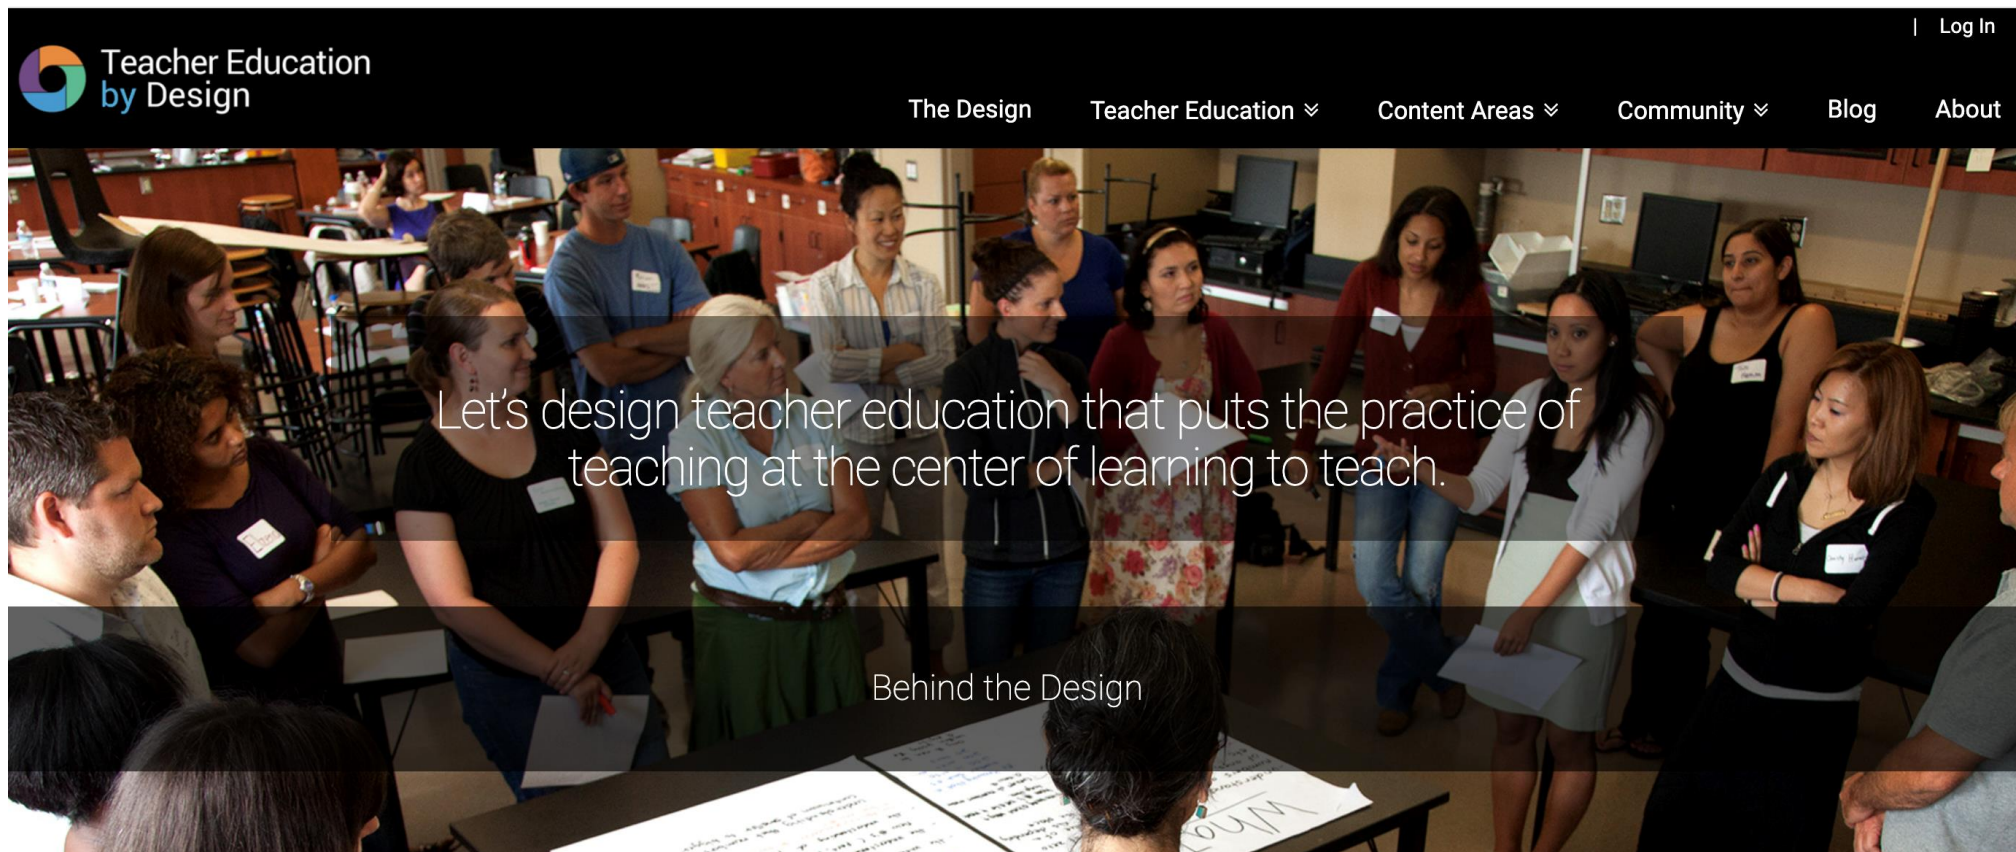 | Log In
Teacher Education
by Design
The Design Teacher Education Content Areas Community Blog About
Let's design teacher education that puts the practice of
teaching at the center of learning to teach.
Behind the Design